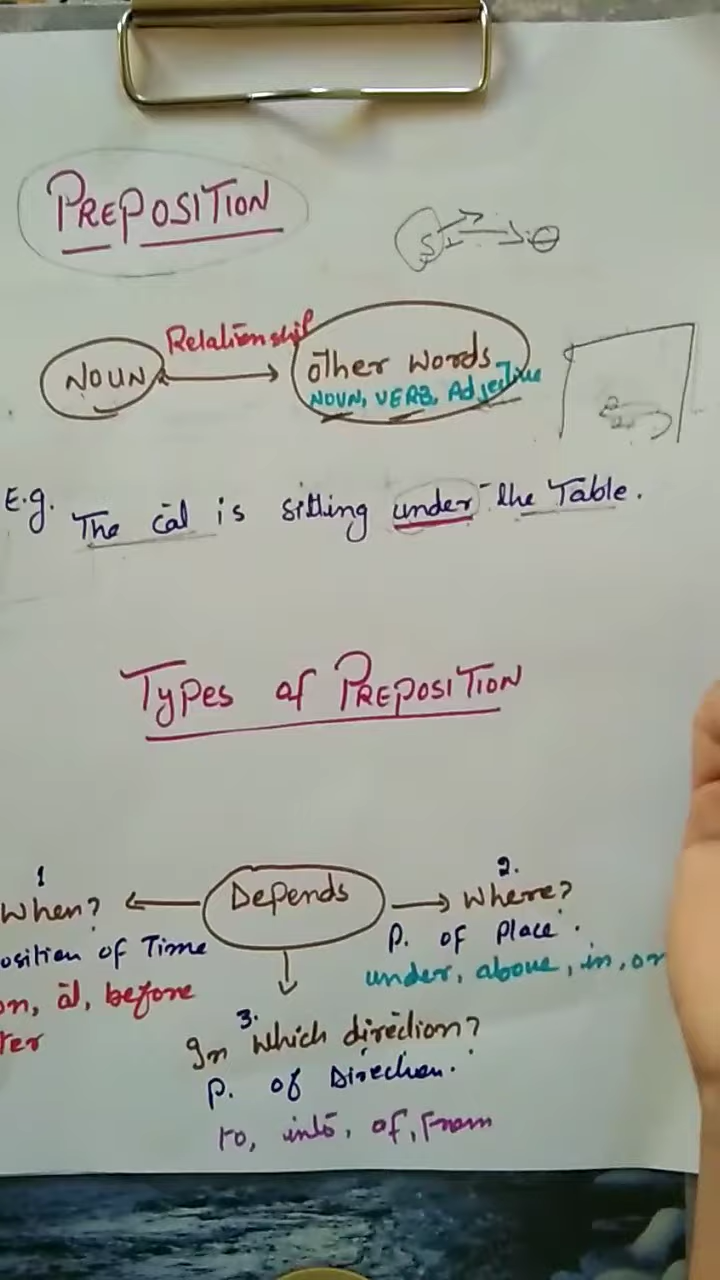 PREPOSITION
S
Relationship
NOUN
other words
NOUN, VERB, Adjective
E.g. The cat is sitting under the Table.
Types of PREPOSITION
1
2.
When?
Depends
Where?
osition of Time
P. of Place.
on, at, before
under, above, in, on
ter
3.
In which direction?
P. of Direction.
to, into, of, From